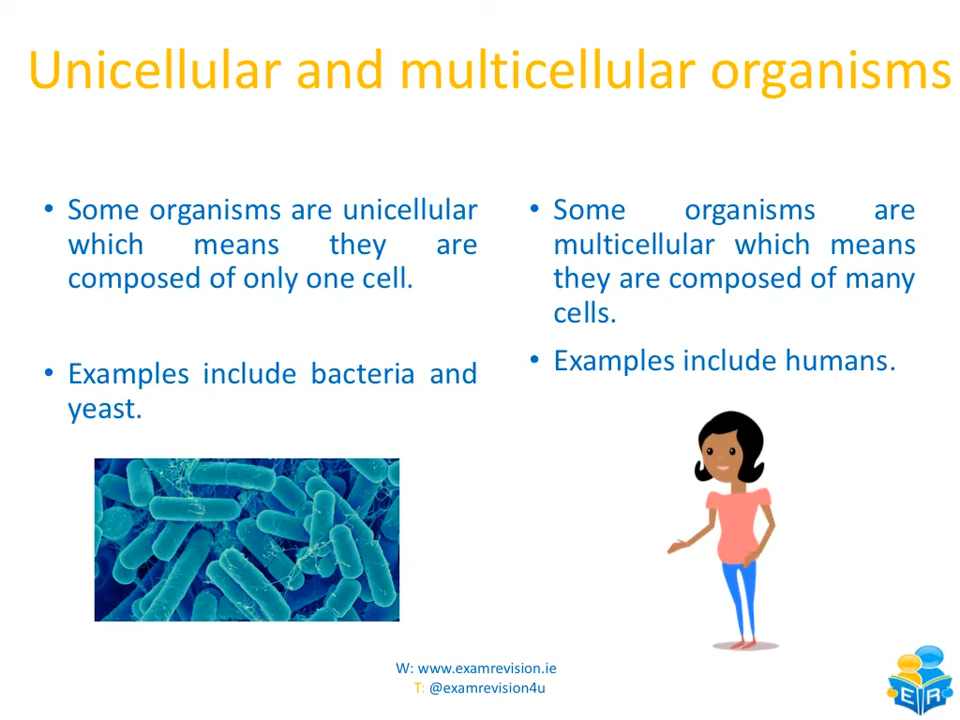 Unicellular and multicellular organisms
• Some organisms are unicellular
which means they are
composed of only one cell.
• Examples include bacteria and
yeast.
• Some organisms are
multicellular which means
they are composed of many
cells.
• Examples include humans.
W: www.examrevision.ie
T: @examrevision4u
E R